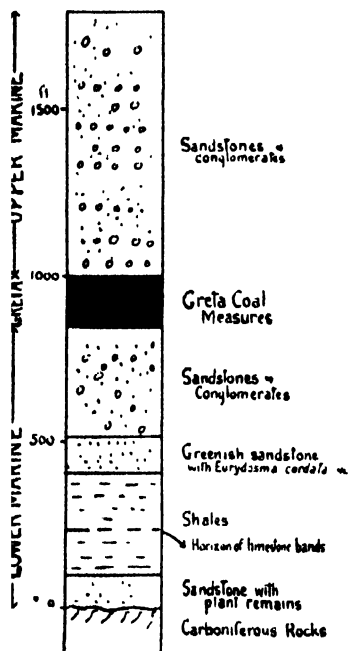 UPPER MARINE
GRETA
LOWER MARINE
ft
1500
1000
500
0
Sandstones &
conglomerates
Greta Coal
Measures
Sandstones &
Conglomerates
Greenish sandstone
with Eurydesma cordata &
Shales
Horizon of limestone bands
Sandstone with
plant remains
Carboniferous Rocks